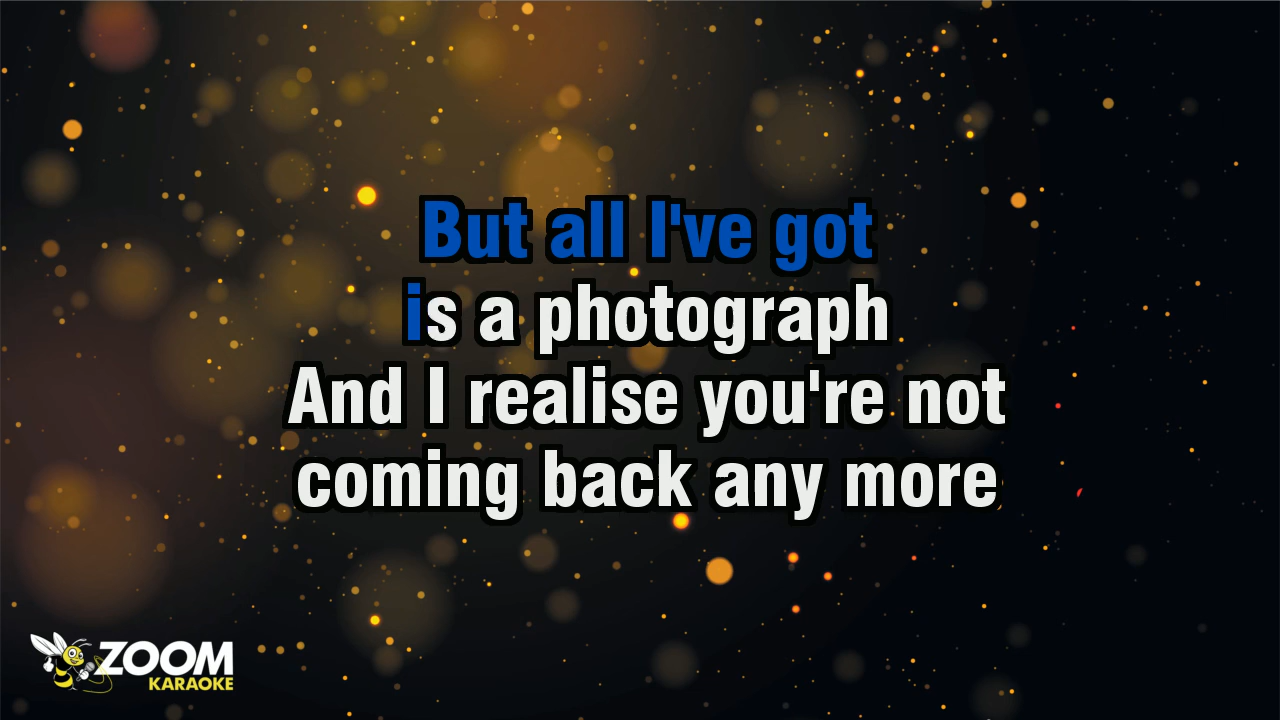 But all I've got
is a photograph
And I realise you're not
coming back any more
ZOOM
KARAOKE